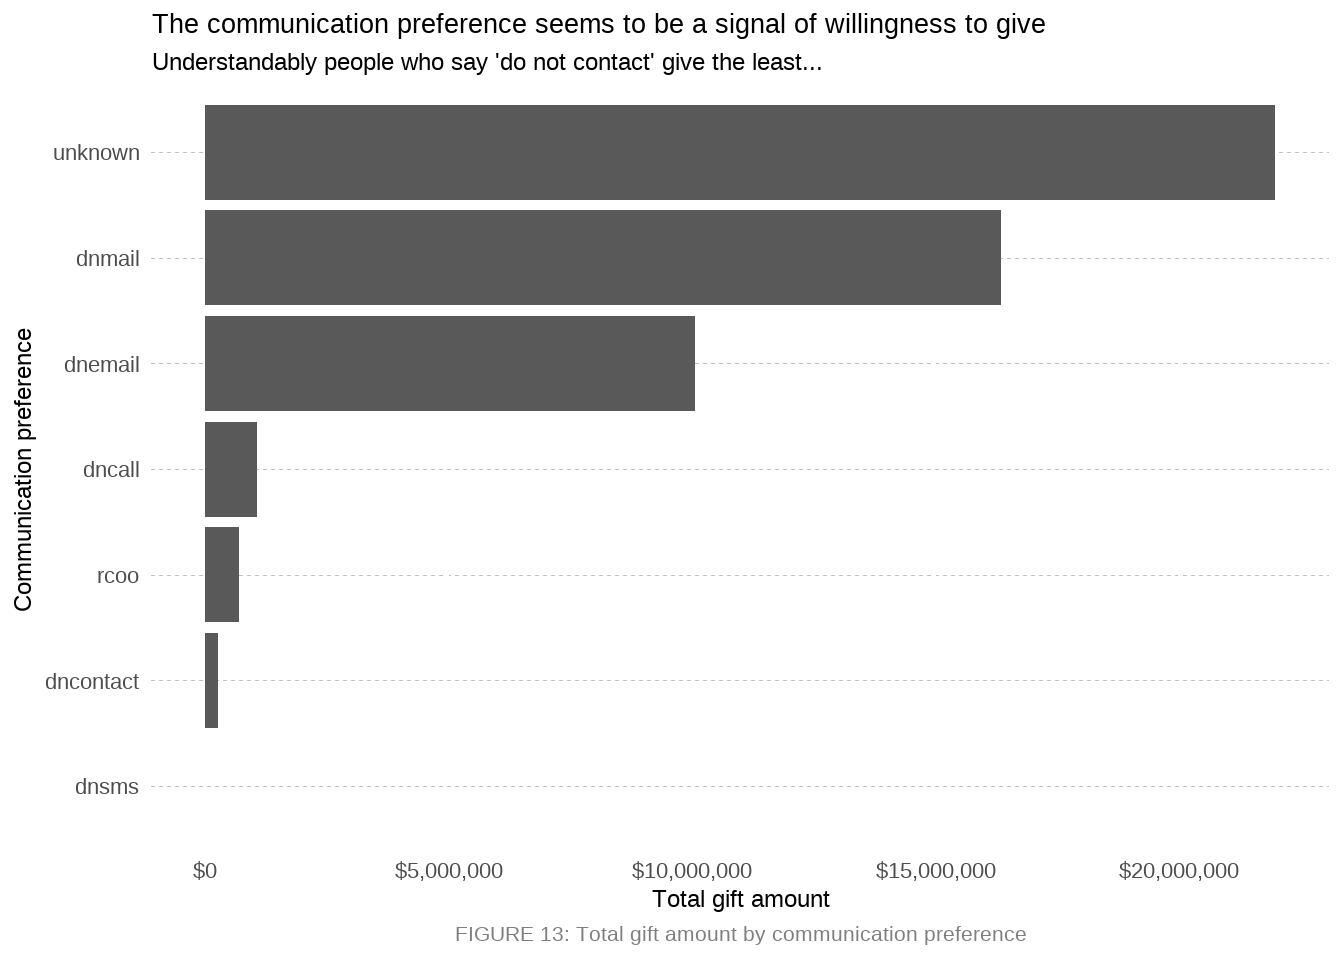 The communication preference seems to be a signal of willingness to give
Understandably people who say 'do not contact' give the least...
Communication preference
unknown
dnmail
dnemail
dncall
rcoo
dncontact
dnsms
$0 $5,000,000 $10,000,000 $15,000,000 $20,000,000
Total gift amount
FIGURE 13: Total gift amount by communication preference